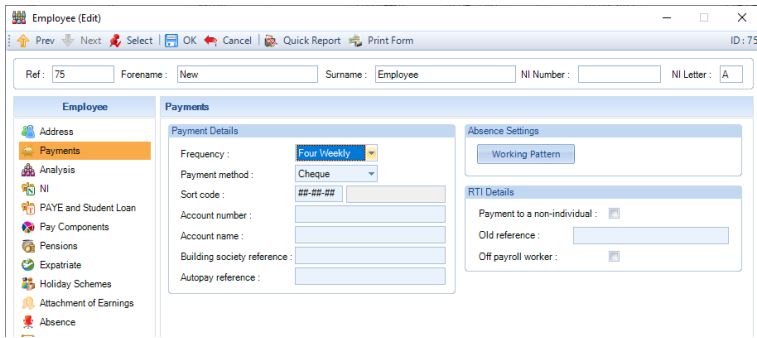 Employee (Edit)
Prev Next Select OK Cancel Quick Report Print Form ID : 75
Ref : 75 Forename : New Surname : Employee NI Number : NI Letter : A
Employee
Address
Payments
Analysis
NI
PAYE and Student Loan
Pay Components
Pensions
Expatriate
Holiday Schemes
Attachment of Earnings
Absence
Payments
Payment Details
Frequency : Four Weekly
Payment method : Cheque
Sort code : ##-##-##
Account number :
Account name :
Building society reference :
Autopay reference :
Absence Settings
Working Pattern
RTI Details
Payment to a non-individual :
Old reference :
Off payroll worker :